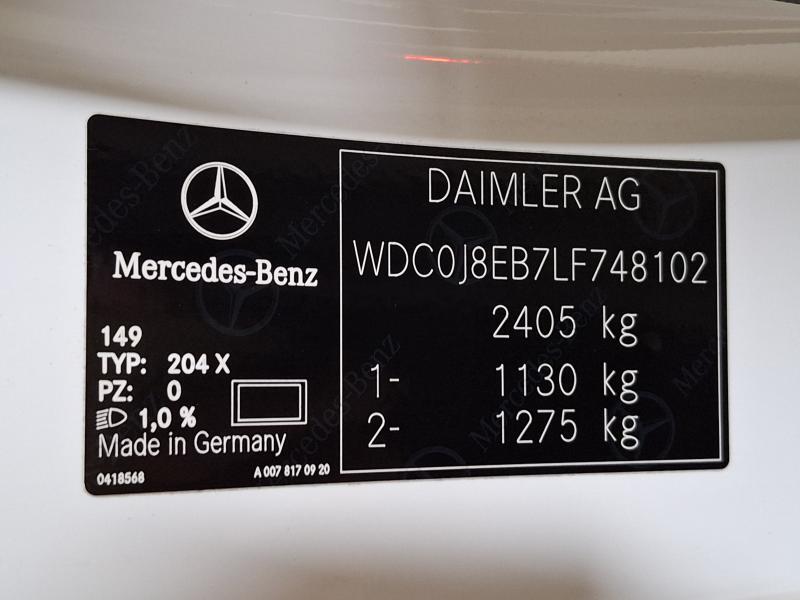 Mercedes-Benz
149
TYP: 204 X
PZ: 0
1,0 %
Made in Germany
0418568
A 007 817 09 20
DAIMLER AG
WDC0J8EB7LF748102
2405 kg
1- 1130 kg
2- 1275 kg